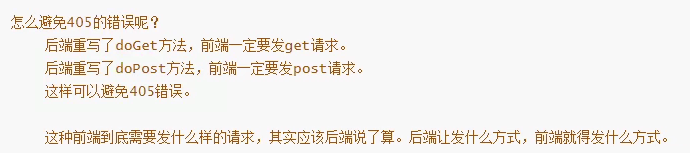 怎么避免405的错误呢？
后端重写了doGet方法，前端一定要发get请求。
后端重写了doPost方法，前端一定要发post请求。
这样可以避免405错误。
这种前端到底需要发什么样的请求，其实应该后端说了算。后端让发什么方式，前端就得发什么方式。